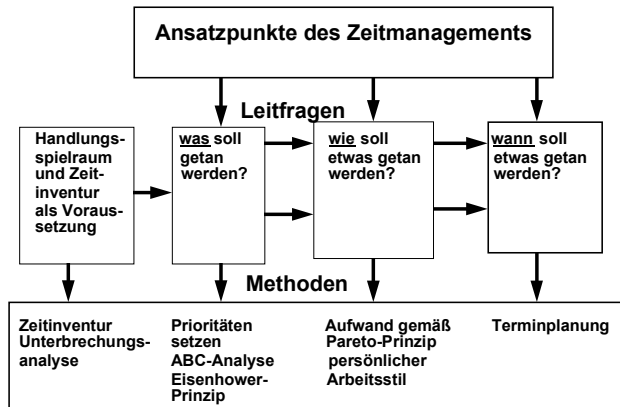 Ansatzpunkte des Zeitmanagements
Leitfragen
Handlungs-
spielraum
und Zeit-
inventur
als Voraus-
setzung
was soll
getan
werden?
wie soll
etwas getan
werden?
wann soll
etwas getan
werden?
Methoden
Zeitinventur
Unterbrechungs-
analyse
Prioritäten
setzen
ABC-Analyse
Eisenhower-
Prinzip
Aufwand gemäß
Pareto-Prinzip
persönlicher
Arbeitsstil
Terminplanung